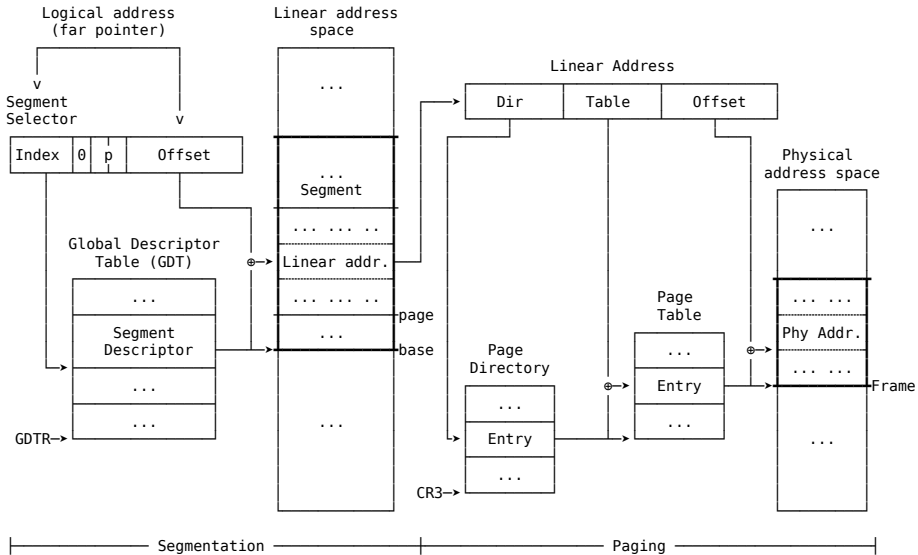 Logical address
(far pointer)
Linear address
space
Linear Address
...
v
Segment
Selector
v
Dir
Table
Offset
Index
0
p
Offset
...
Segment
Physical
address space
... ... ..
...
Global Descriptor
Table (GDT)
⊕
Linear addr.
...
... ... ..
page
Page
Table
... ...
Segment
Descriptor
...
base
Page
Directory
...
⊕
Phy Addr.
... ...
...
...
⊕
Entry
Frame
...
...
Entry
...
...
GDTR
...
CR3
Segmentation
Paging